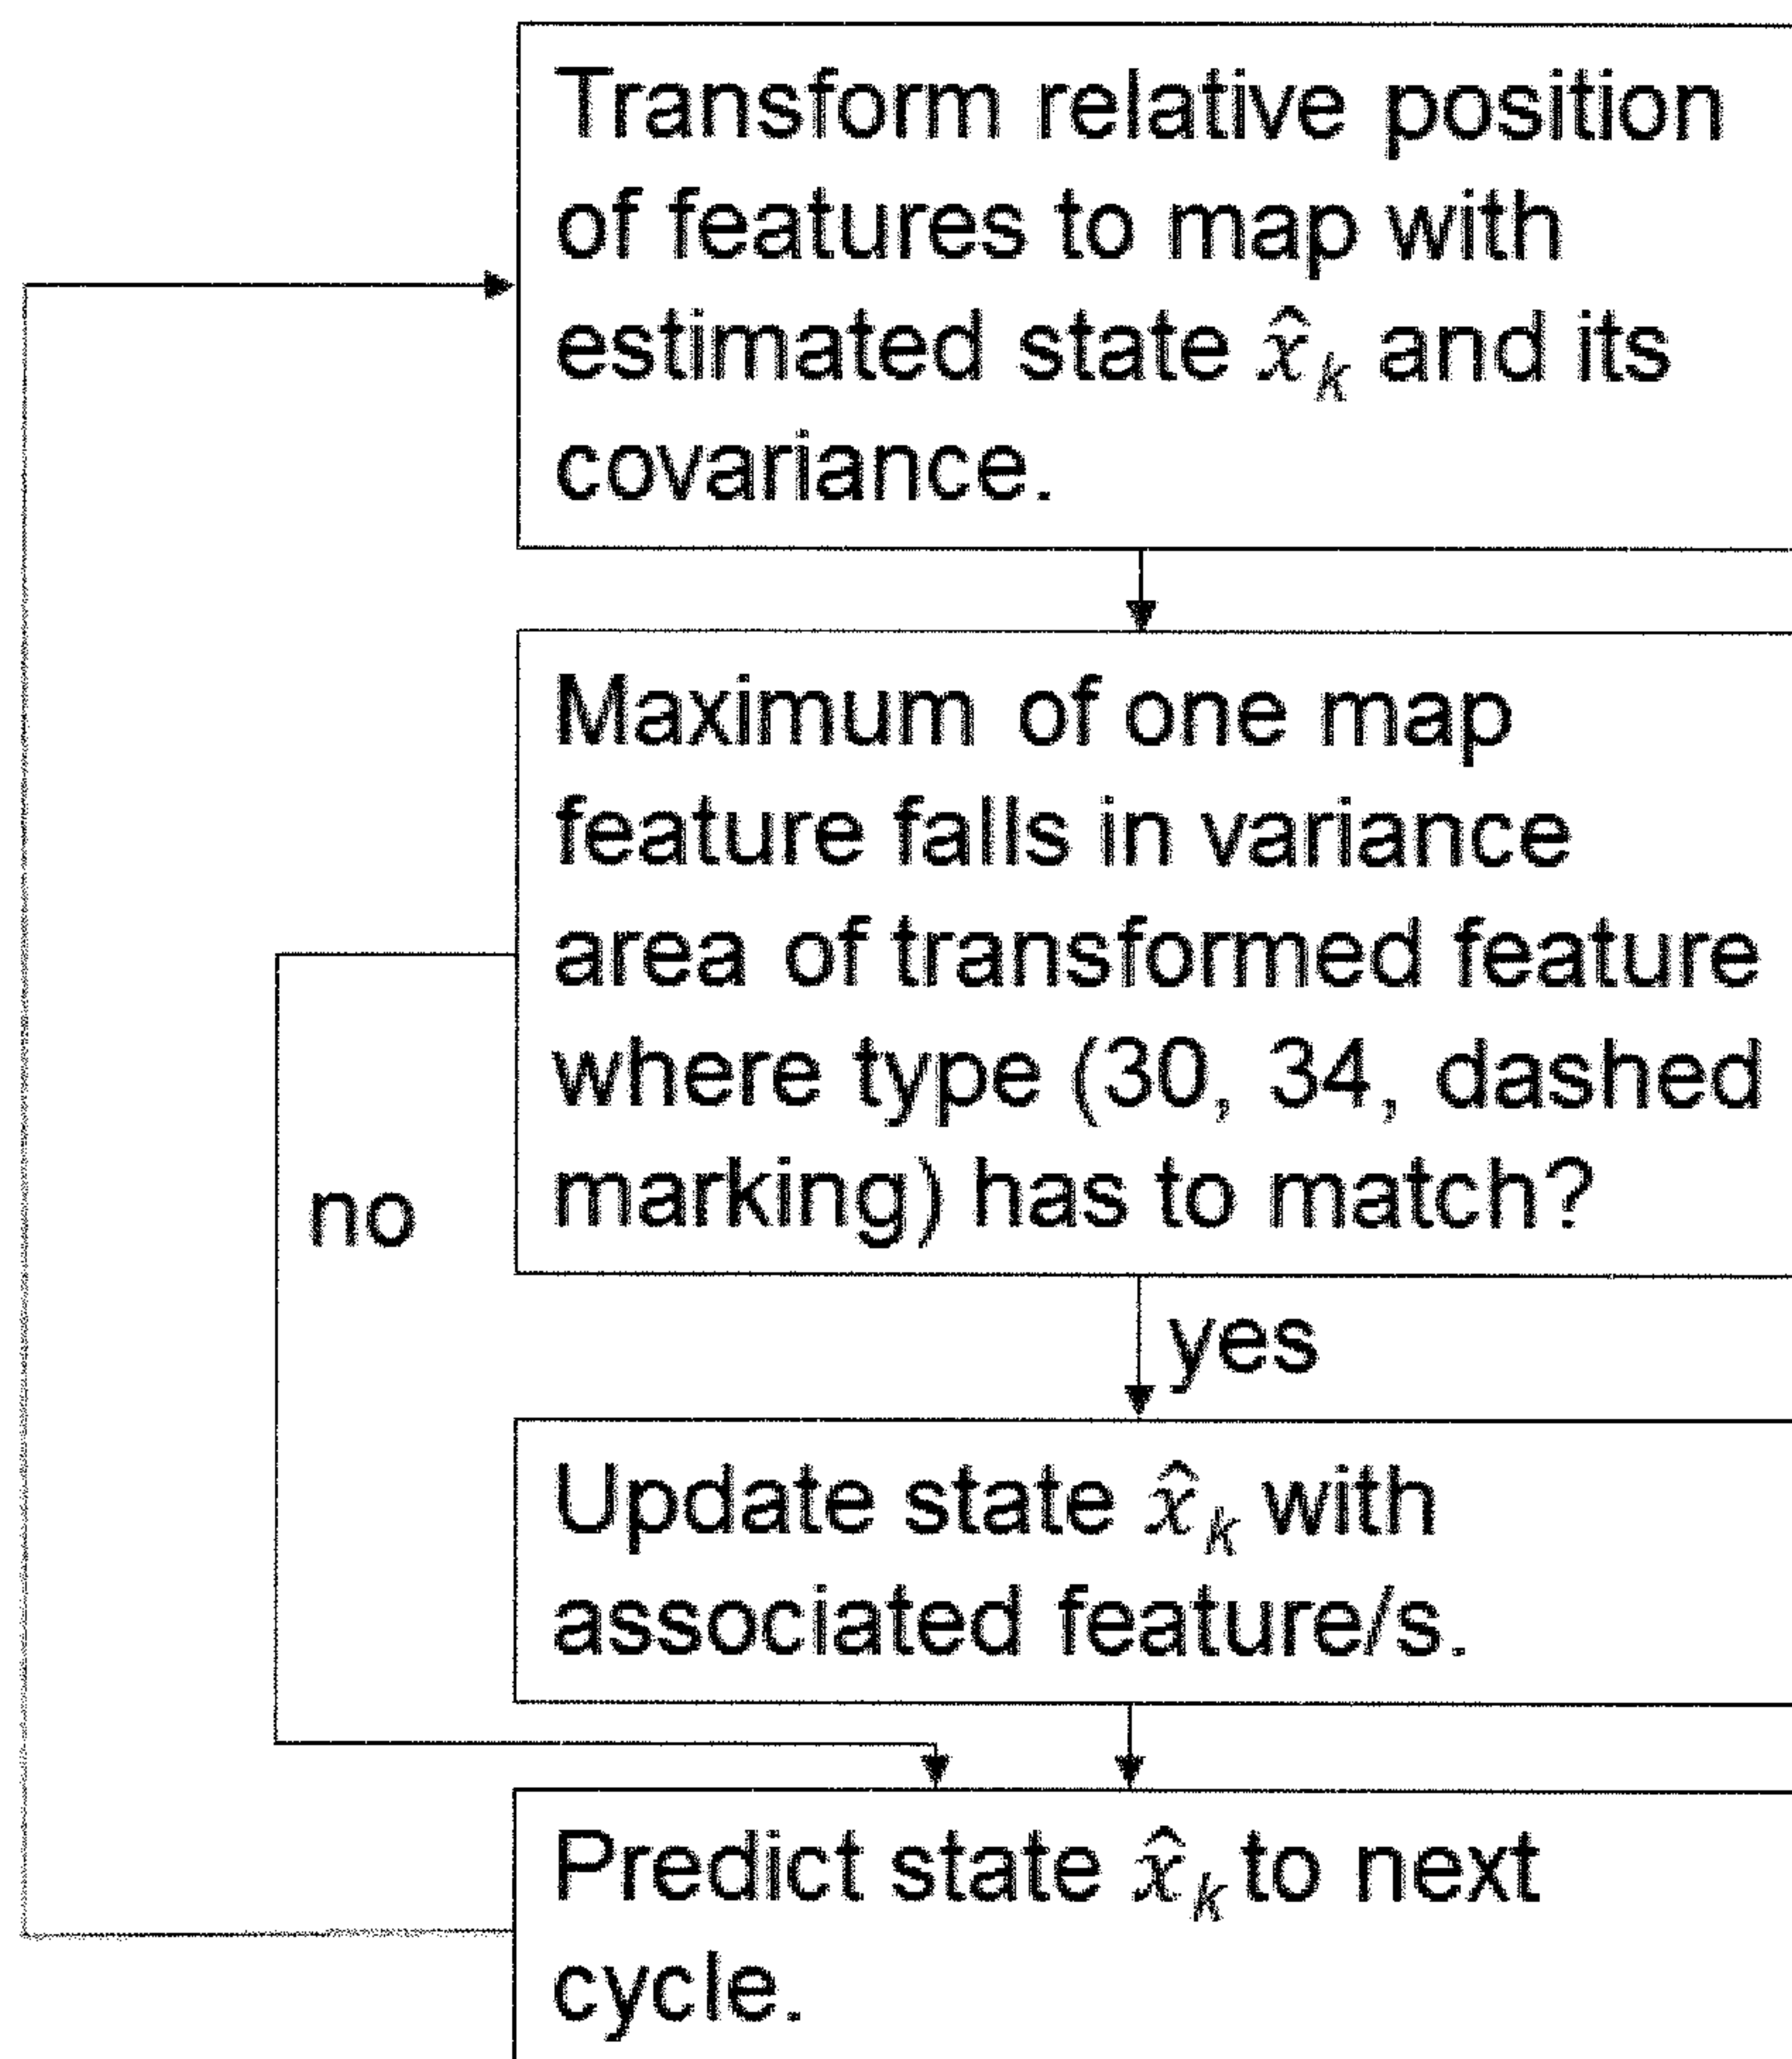 Transform relative position
of features to map with
estimated state x̂k and its
covariance.
Maximum of one map
feature falls in variance
area of transformed feature
where type (30, 34, dashed
marking) has to match?
no
yes
Update state x̂k with
associated feature/s.
Predict state x̂k to next
cycle.